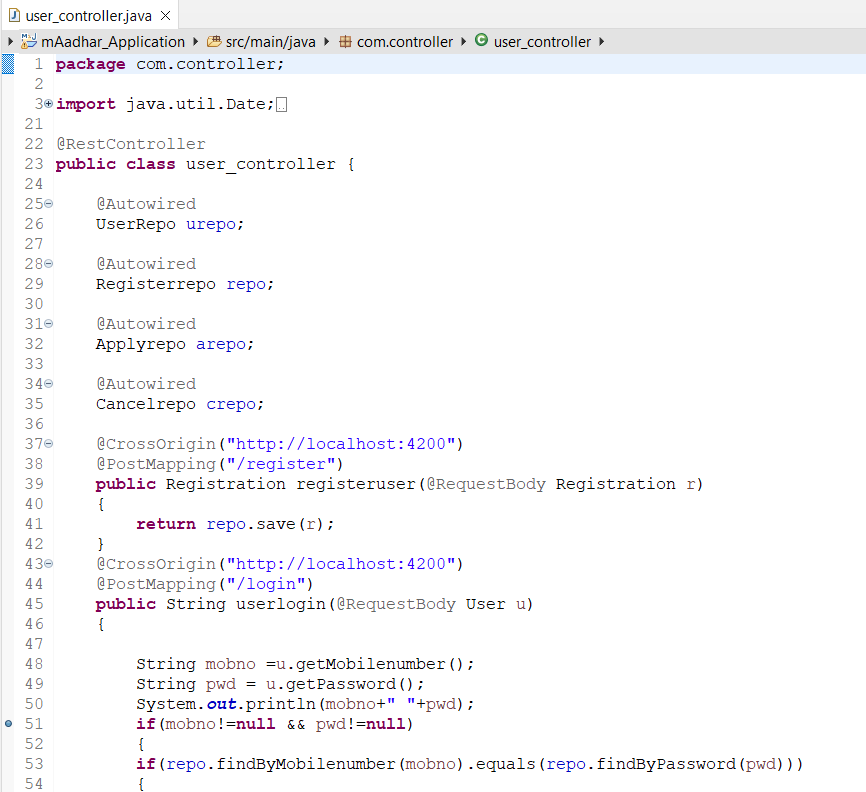 user_controller.java
mAadhar_Application src/main/java com.controller user_controller
1 package com.controller;
2
3 import java.util.Date;
21
22 @RestController
23 public class user_controller {
24
25 @Autowired
26 UserRepo urepo;
27
28 @Autowired
29 Registerrepo repo;
30
31 @Autowired
32 Applyrepo arepo;
33
34 @Autowired
35 Cancelrepo crepo;
36
37 @CrossOrigin("http://localhost:4200")
38 @PostMapping("/register")
39 public Registration registeruser(@RequestBody Registration r)
40 {
41 return repo.save(r);
42 }
43 @CrossOrigin("http://localhost:4200")
44 @PostMapping("/login")
45 public String userlogin(@RequestBody User u)
46 {
47
48 String mobno =u.getMobilenumber();
49 String pwd = u.getPassword();
50 System.out.println(mobno+" "+pwd);
51 if(mobno!=null && pwd!=null)
52 {
53 if(repo.findByMobilenumber(mobno).equals(repo.findByPassword(pwd)))
54 {